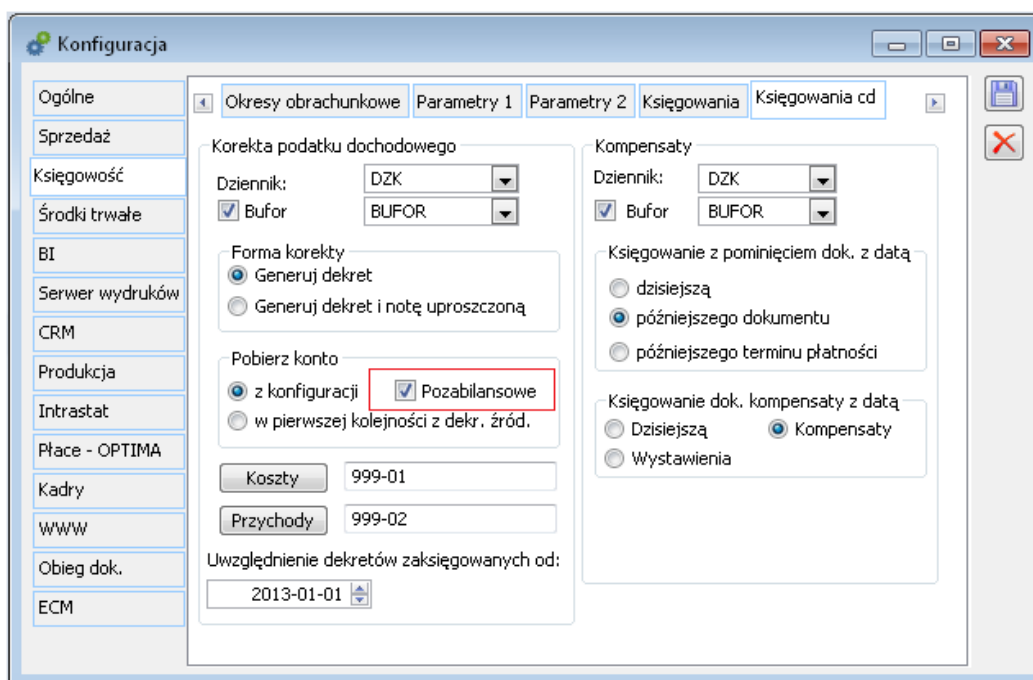 Konfiguracja
Ogólne
Sprzedaż
Księgowość
Środki trwałe
BI
Serwer wydruków
CRM
Produkcja
Intrastat
Płace - OPTIMA
Kadry
WWW
Obieg dok.
ECM
Okresy obrachunkowe Parametry 1 Parametry 2 Księgowania Księgowania cd
Korekta podatku dochodowego
Dziennik: DZK
Bufor BUFOR
Forma korekty
Generuj dekret
Generuj dekret i notę uproszczoną
Pobierz konto
z konfiguracji Pozabilansowe
w pierwszej kolejności z dekr. źród.
Koszty 999-01
Przychody 999-02
Uwzględnienie dekretów zaksięgowanych od:
2013-01-01
Kompensaty
Dziennik: DZK
Bufor BUFOR
Księgowanie z pominięciem dok. z datą
dzisiejszą
późniejszego dokumentu
późniejszego terminu płatności
Księgowanie dok. kompensaty z datą
Dzisiejszą Kompensaty
Wystawienia